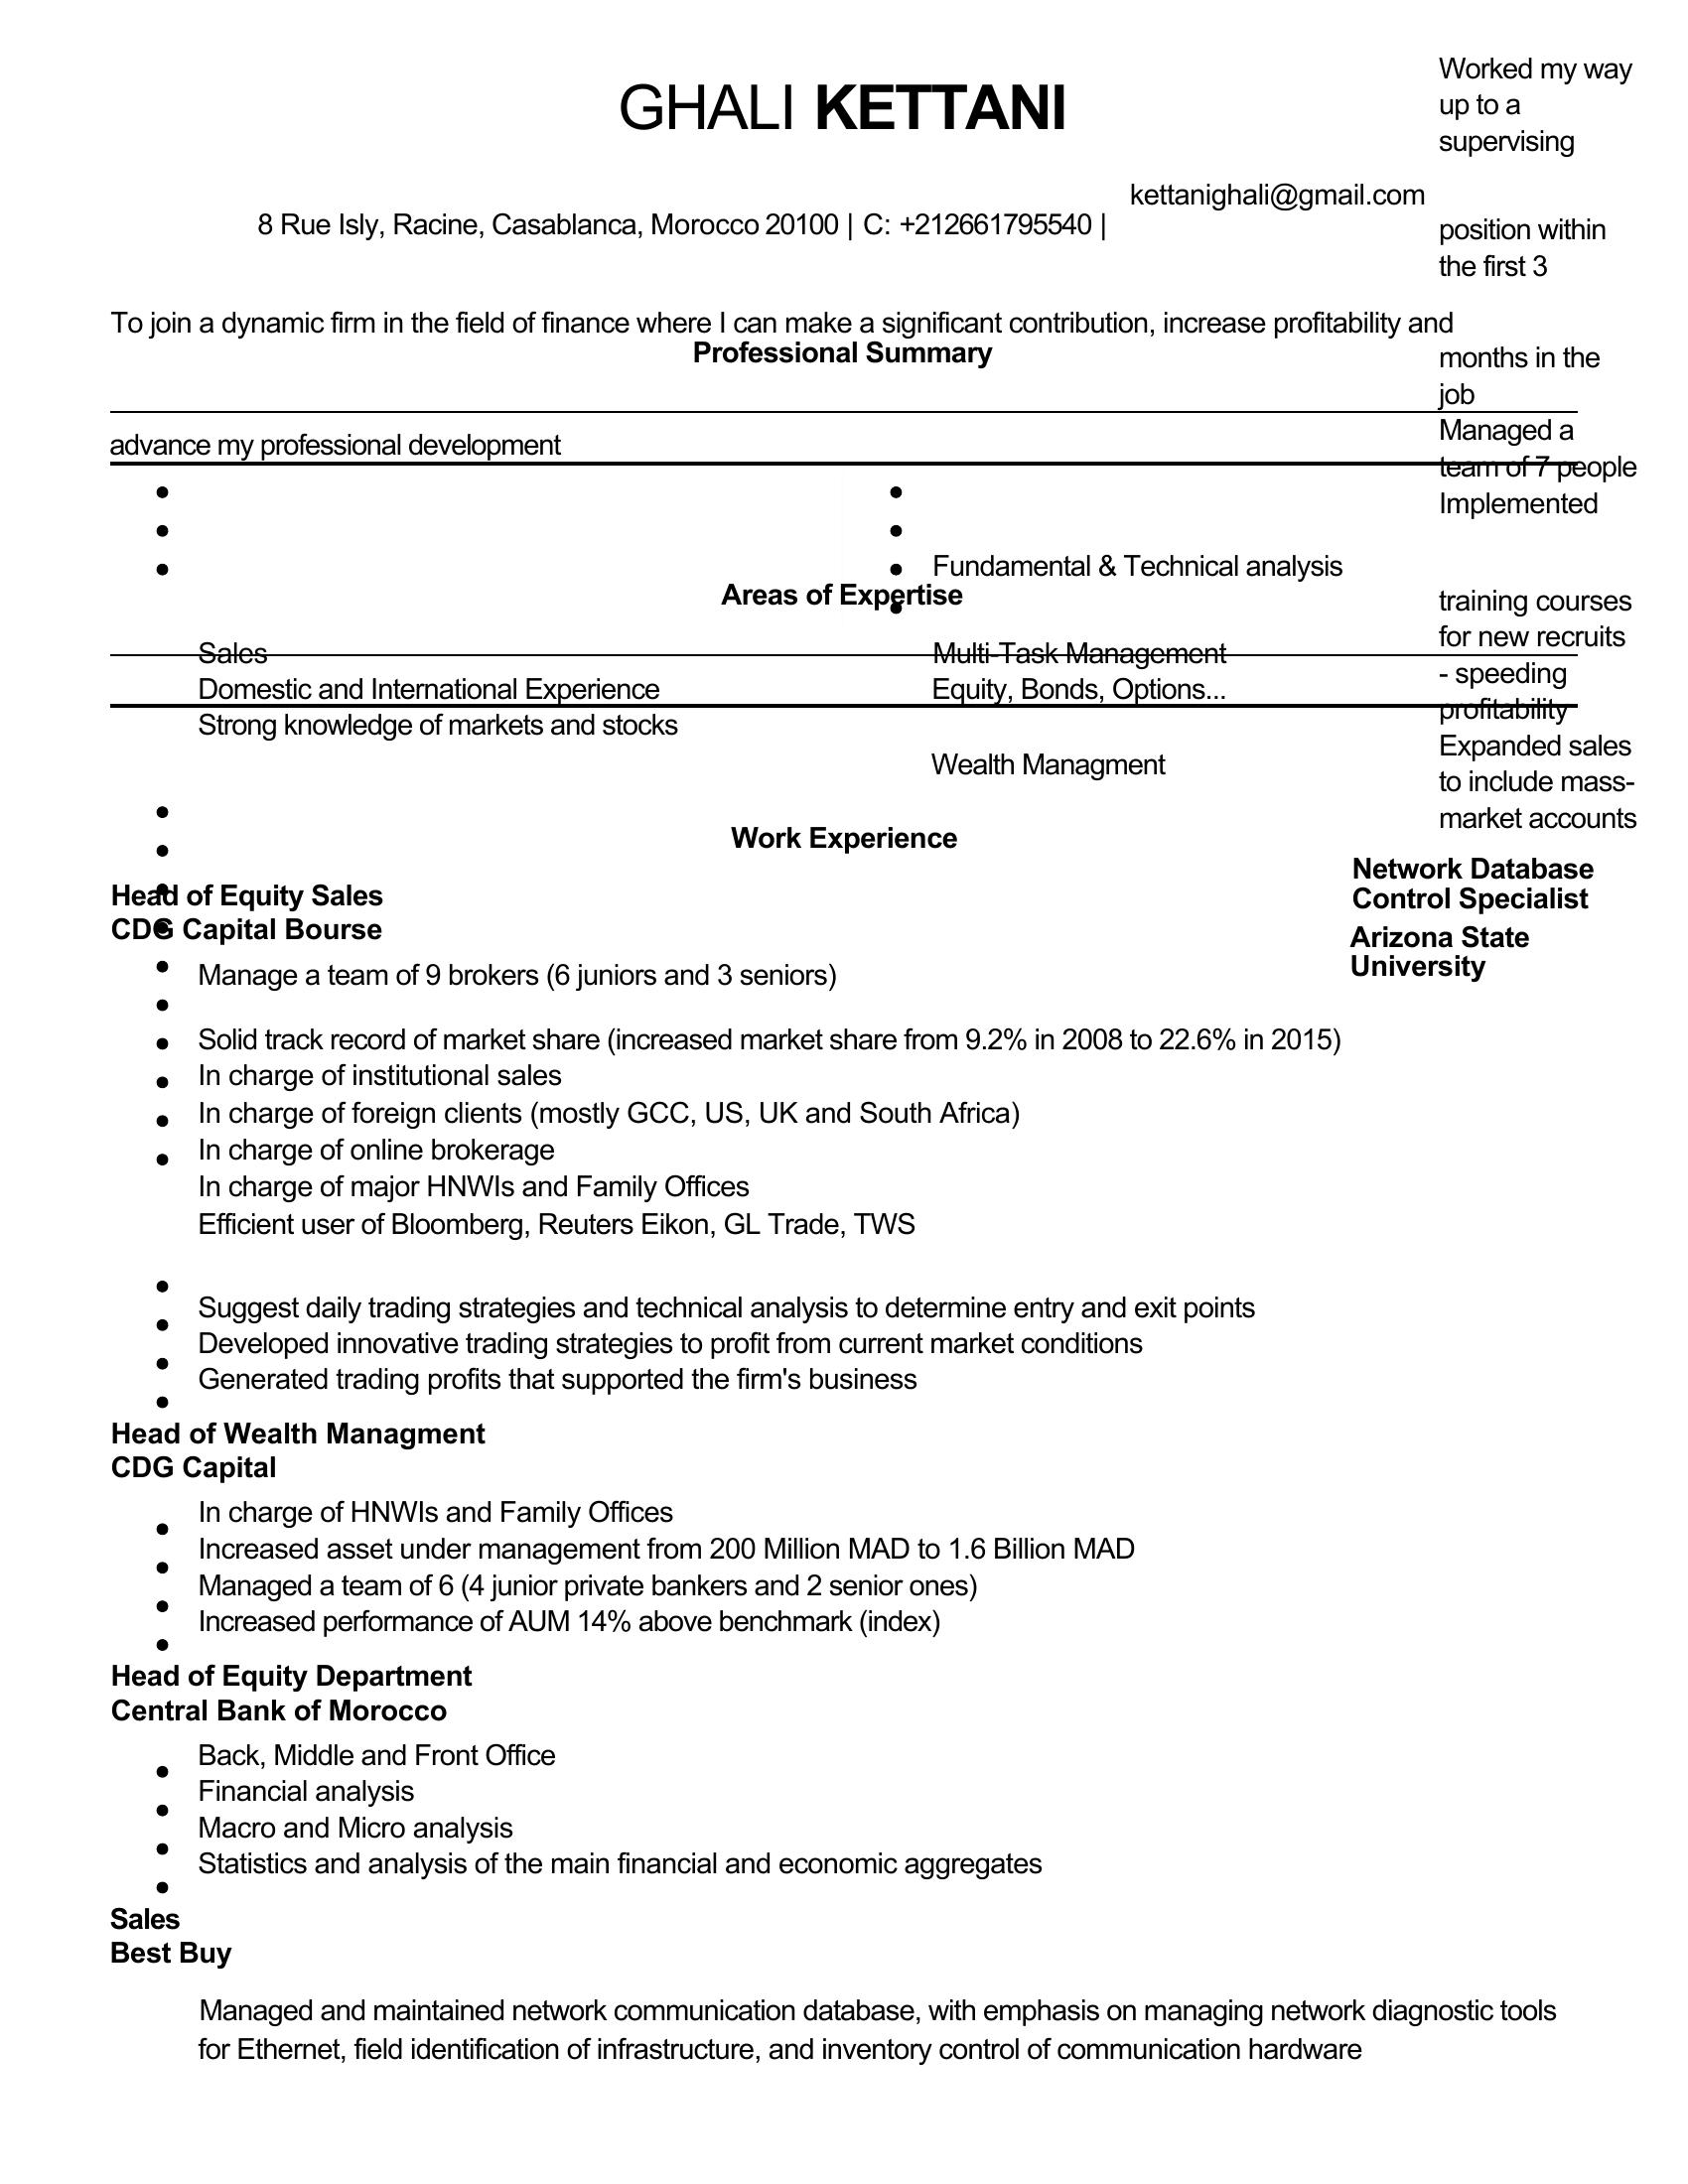 GHALI KETTANI
8 Rue Isly, Racine, Casablanca, Morocco 20100 | C: +212661795540 |
kettanighali@gmail.com
To join a dynamic firm in the field of finance where I can make a significant contribution, increase profitability and
Professional Summary
advance my professional development
Fundamental & Technical analysis
Areas of Expertise
Sales
Domestic and International Experience
Strong knowledge of markets and stocks
Multi-Task Management
Equity, Bonds, Options...
Wealth Managment
Work Experience
Head of Equity Sales
CDG Capital Bourse
Manage a team of 9 brokers (6 juniors and 3 seniors)
Solid track record of market share (increased market share from 9.2% in 2008 to 22.6% in 2015)
In charge of institutional sales
In charge of foreign clients (mostly GCC, US, UK and South Africa)
In charge of online brokerage
In charge of major HNWIs and Family Offices
Efficient user of Bloomberg, Reuters Eikon, GL Trade, TWS
Suggest daily trading strategies and technical analysis to determine entry and exit points
Developed innovative trading strategies to profit from current market conditions
Generated trading profits that supported the firm's business
Head of Wealth Managment
CDG Capital
In charge of HNWIs and Family Offices
Increased asset under management from 200 Million MAD to 1.6 Billion MAD
Managed a team of 6 (4 junior private bankers and 2 senior ones)
Increased performance of AUM 14% above benchmark (index)
Head of Equity Department
Central Bank of Morocco
Back, Middle and Front Office
Financial analysis
Macro and Micro analysis
Statistics and analysis of the main financial and economic aggregates
Sales
Best Buy
Worked my way
up to a
supervising
position within
the first 3
months in the
job
Managed a
team of 7 people
Implemented
training courses
for new recruits
- speeding
profitability
Expanded sales
to include mass-
market accounts
Network Database
Control Specialist
Arizona State
University
Managed and maintained network communication database, with emphasis on managing network diagnostic tools
for Ethernet, field identification of infrastructure, and inventory control of communication hardware